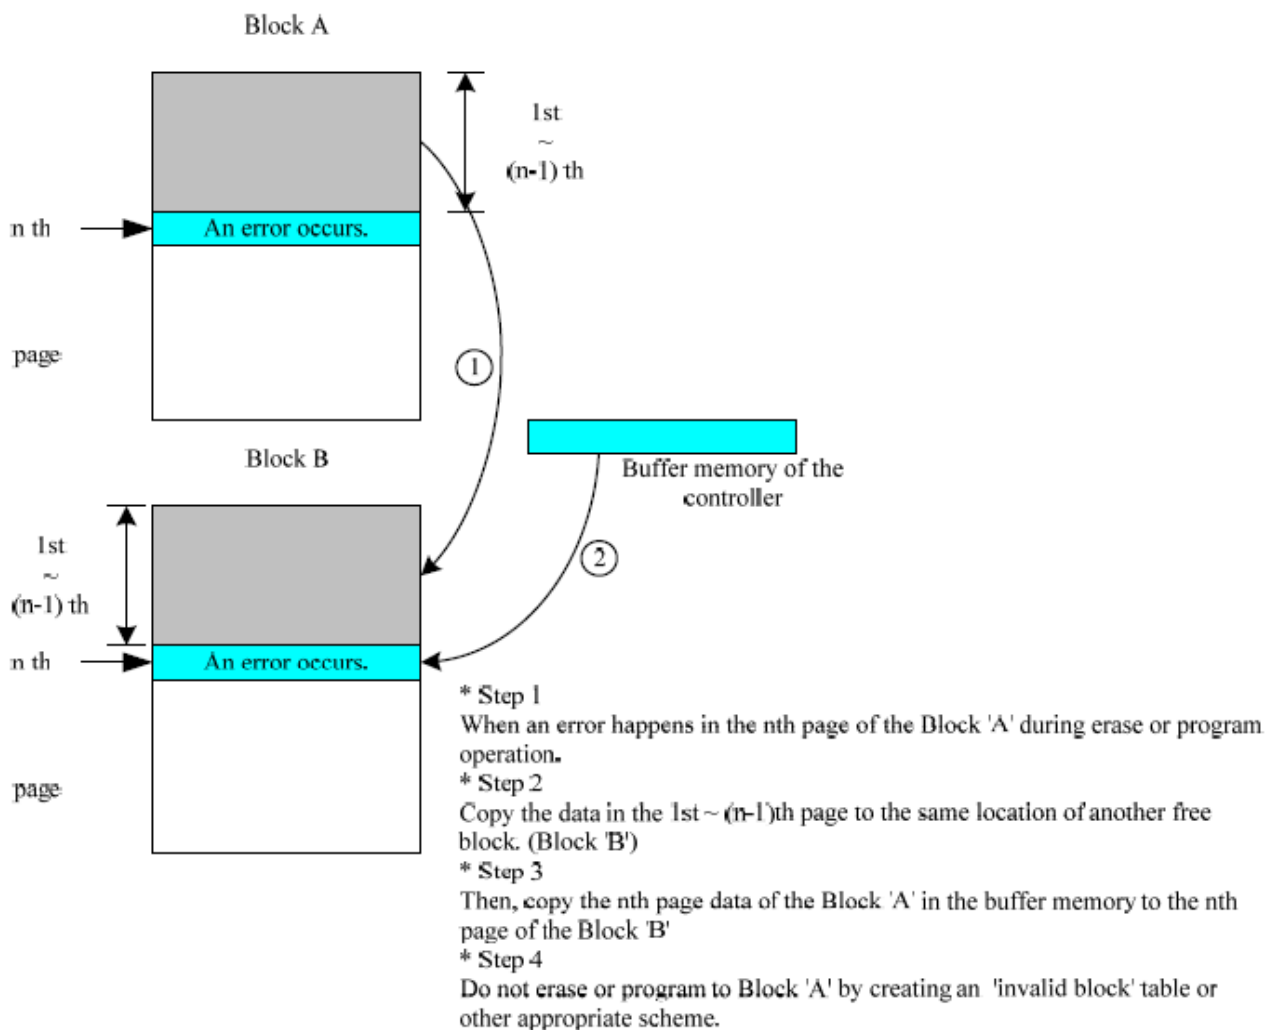 Block A
1st
~
(n-1) th
n th
An error occurs.
page
1
Block B
Buffer memory of the
controller
1st
~
(n-1) th
2
n th
An error occurs.
page
* Step 1
When an error happens in the nth page of the Block 'A' during erase or program
operation.
* Step 2
Copy the data in the 1st ~ (n-1)th page to the same location of another free
block. (Block 'B')
* Step 3
Then, copy the nth page data of the Block 'A' in the buffer memory to the nth
page of the Block 'B'
* Step 4
Do not erase or program to Block 'A' by creating an 'invalid block' table or
other appropriate scheme.